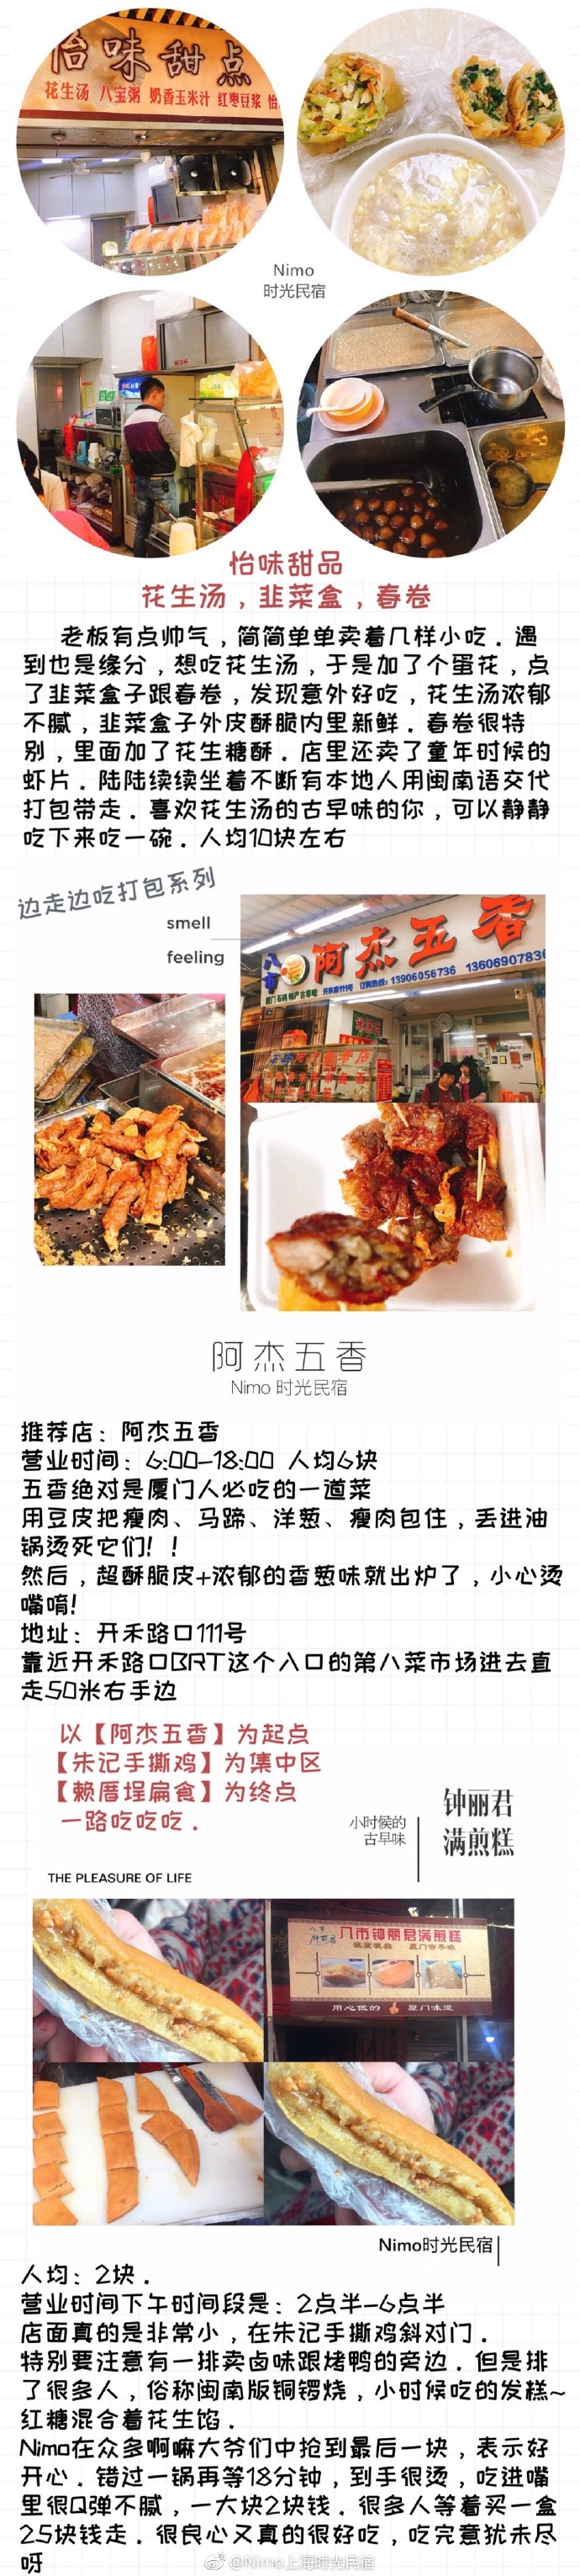 怡味甜点
花生汤 八宝粥 奶香玉米汁 红枣豆浆
Nimo
时光民宿
怡味甜品
花生汤，韭菜盒，春卷
老板有点帅气，简简单单卖着几样小吃．遇
到也是缘分，想吃花生汤，于是加了个蛋花，点
了韭菜盒子跟春卷，发现意外好吃，花生汤浓郁
不腻，韭菜盒子外皮酥脆内里新鲜．春卷很特
别，里面加了花生糖酥．店里还卖了童年时候的
虾片．陆陆续续坐着不断有本地人用闽南语交代
打包带走．喜欢花生汤的古早味的你，可以静静
吃下来吃一碗．人均10块左右
边走边吃打包系列
smell
feeling
八市
阿杰五香
订购热线：13906056736 1360690783
阿杰五香
Nimo 时光民宿
推荐店：阿杰五香
营业时间：6:00-18:00 人均6块
五香绝对是厦门人必吃的一道菜
用豆皮把瘦肉、马蹄、洋葱、瘦肉包住，丢进油
锅烫死它们！！
然后，超酥脆皮+浓郁的香葱味就出炉了，小心烫
嘴唷！
地址：开禾路口111号
靠近开禾路口BRT这个入口的第八菜市场进去直
走50米右手边
以【阿杰五香】为起点
【朱记手撕鸡】为集中区
【赖厝埕扁食】为终点
一路吃吃吃．
小时候的
古早味
钟丽君
满煎糕
THE PLEASURE OF LIFE
八市钟丽君满煎糕
用心做的 厦门味道
Nimo时光民宿
人均：2块．
营业时间下午时间段是：2点半-6点半
店面真的是非常小，在朱记手撕鸡斜对门．
特别要注意有一排卖卤味跟烤鸭的旁边．但是排
了很多人，俗称闽南版铜锣烧，小时候吃的发糕~
红糖混合着花生馅．
Nimo在众多啊嘛大爷们中抢到最后一块，表示好
开心．错过一锅再等18分钟，到手很烫，吃进嘴
里很Q弹不腻，一大块2块钱．很多人等着买一盒
25块钱走．很良心又真的很好吃，吃完意犹未尽
呀
@Nimo上海时光民宿